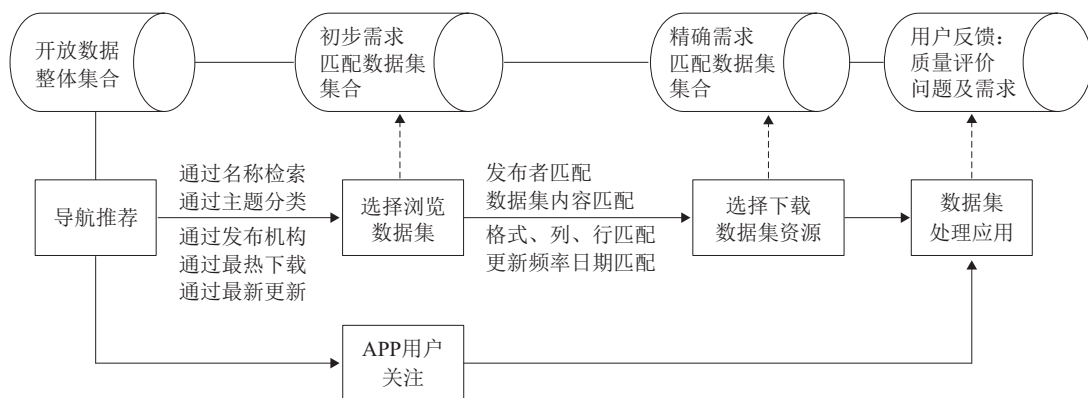 开放数据
整体集合
初步需求
匹配数据集
集合
精确需求
匹配数据集
集合
用户反馈：
质量评价
问题及需求
导航推荐
通过名称检索
通过主题分类
通过发布机构
通过最热下载
通过最新更新
选择浏览
数据集
发布者匹配
数据集内容匹配
格式、列、行匹配
更新频率日期匹配
选择下载
数据集资源
数据集
处理应用
APP用户
关注